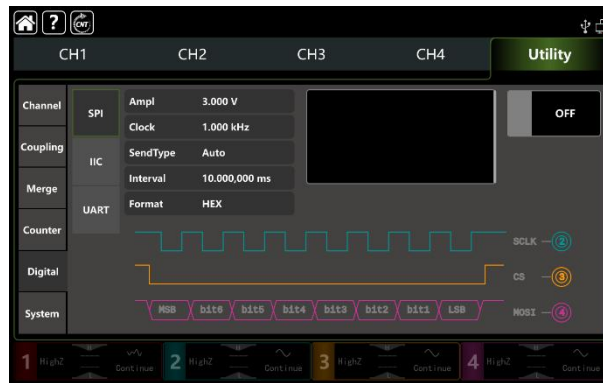 ? CNT
CH1 CH2 CH3 CH4 Utility
Channel
Coupling
Merge
Counter
Digital
System
SPI
IIC
UART
Ampl 3.000 V
Clock 1.000 kHz
SendType Auto
Interval 10.000,000 ms
Format HEX
OFF
SCLK 2
CS 3
MSB bit6 bit5 bit4 bit3 bit2 bit1 LSB MOSI 4
1 HighZ Continue 2 HighZ Continue 3 HighZ Continue 4 HighZ Continue